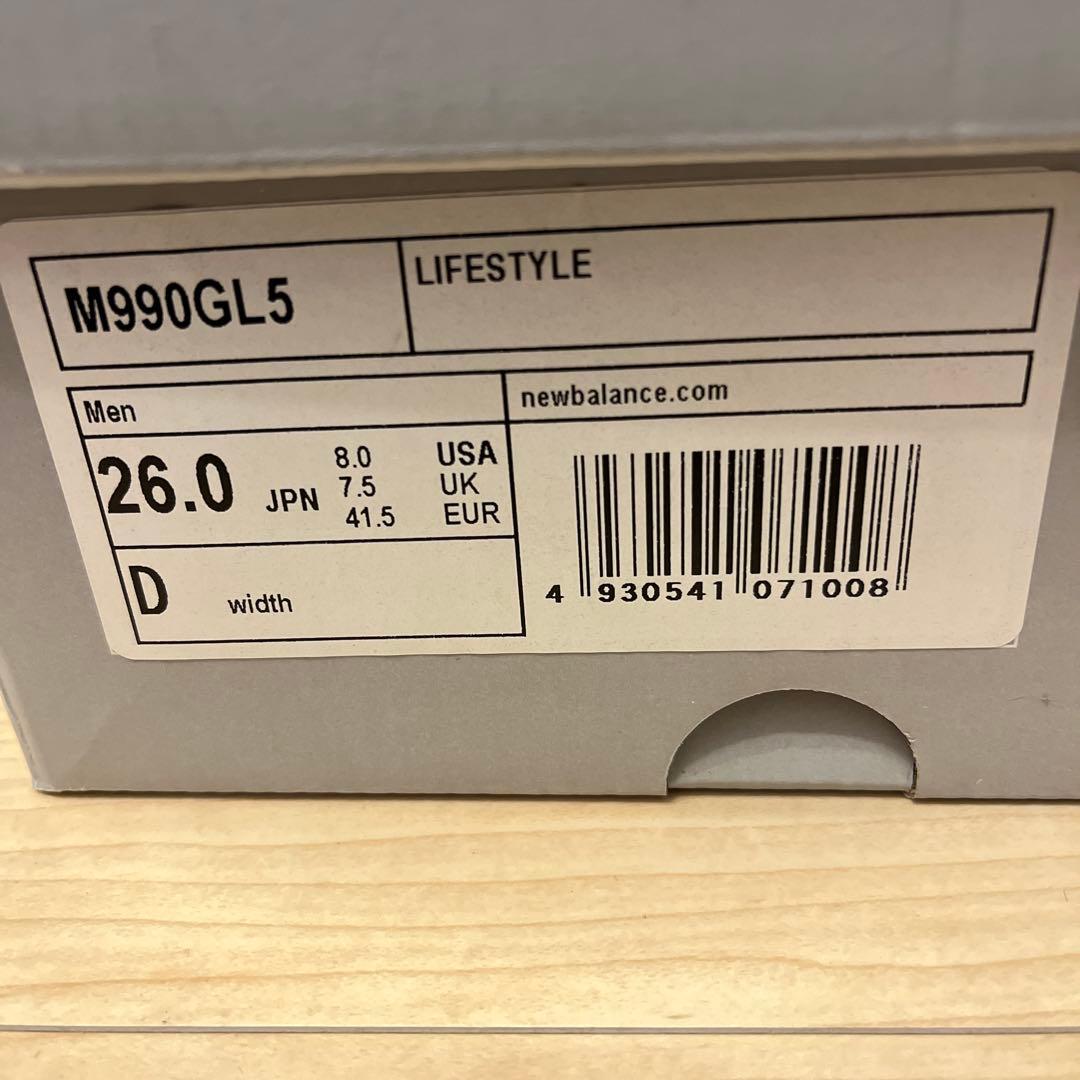 M990GL5
LIFESTYLE
Men
newbalance.com
26.0 JPN
8.0 USA
7.5 UK
41.5 EUR
D width
4 930541 071008